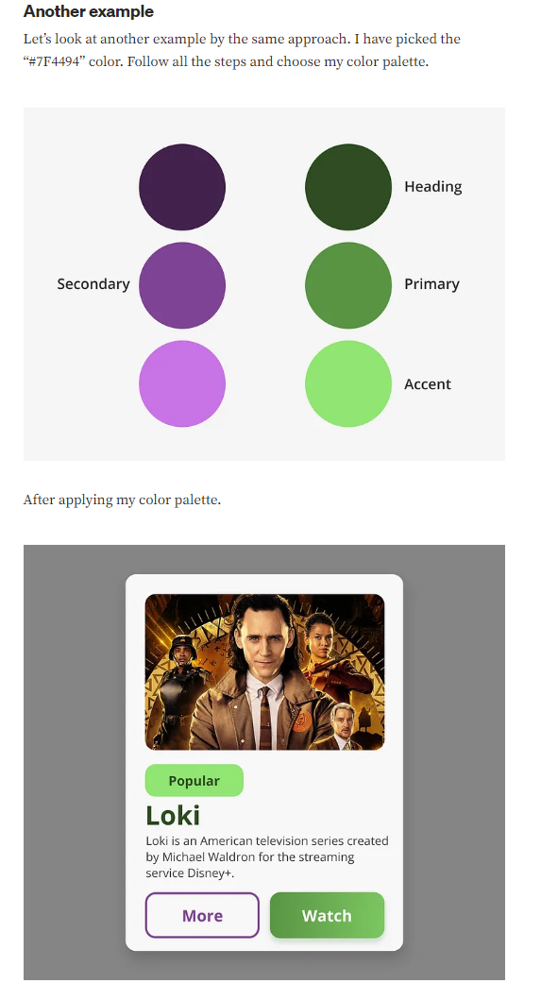 Another example
Let’s look at another example by the same approach. I have picked the
“#7F4494” color. Follow all the steps and choose my color palette.
Heading
Secondary
Primary
Accent
After applying my color palette.
Popular
Loki
Loki is an American television series created
by Michael Waldron for the streaming
service Disney+.
More
Watch